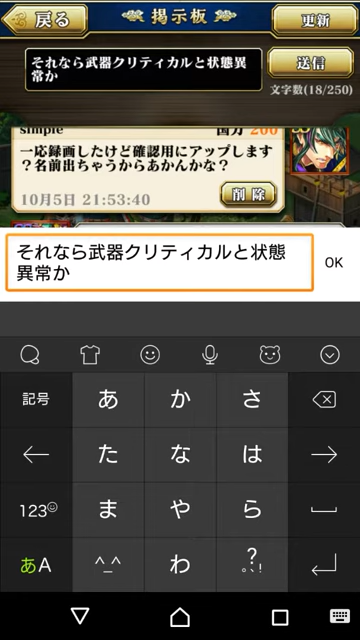 戻る
掲示板
更新
それなら武器クリティカルと状態異
常か
送信
文字数(18/250)
simple
国力 200
一応録画したけど確認用にアップします
？名前出ちゃうからあかんかな？
10月5日 21:53:40
削除
それなら武器クリティカルと状態
異常か
OK
記号
あ
か
さ
た
な
は
123
ま
や
ら
あA
^_^
わ
?
。、!